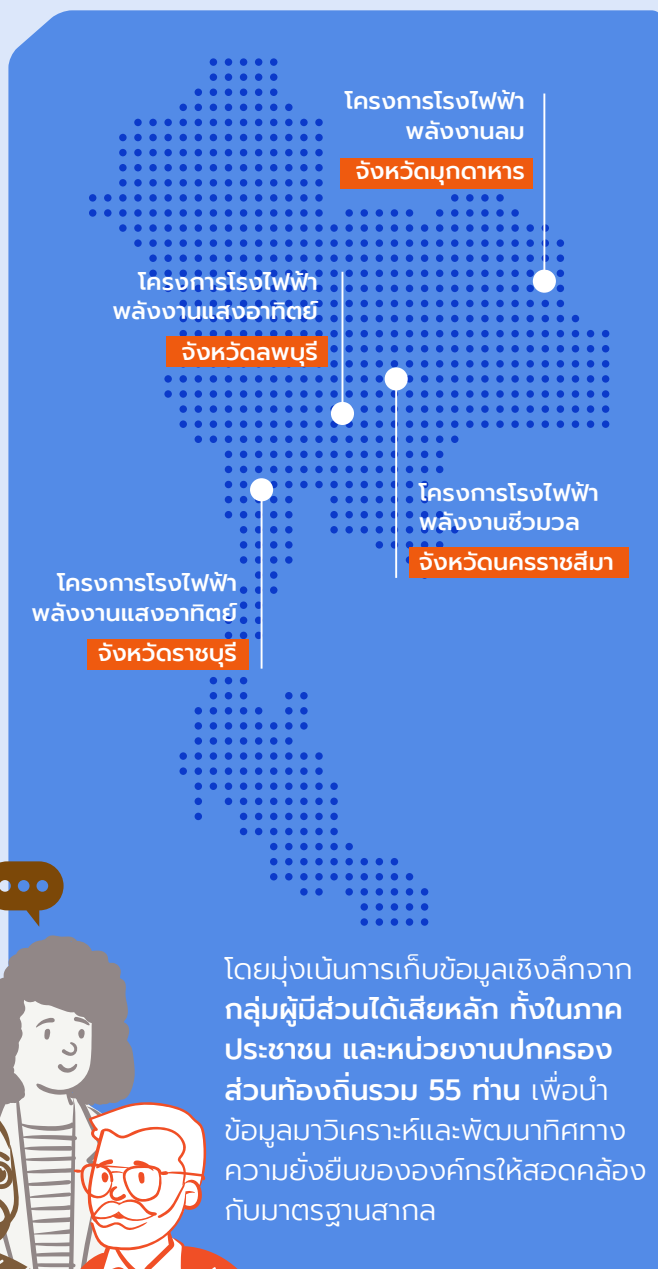 โครงการโรงไฟฟ้า
พลังงานลม
จังหวัดมุกดาหาร
โครงการโรงไฟฟ้า
พลังงานแสงอาทิตย์
จังหวัดลพบุรี
โครงการโรงไฟฟ้า
พลังงานชีวมวล
จังหวัดนครราชสีมา
โครงการโรงไฟฟ้า
พลังงานแสงอาทิตย์
จังหวัดราชบุรี
โดยมุ่งเน้นการเก็บข้อมูลเชิงลึกจาก
กลุ่มผู้มีส่วนได้เสียหลัก ทั้งในภาค
ประชาชน และหน่วยงานปกครอง
ส่วนท้องถิ่นรวม 55 ท่าน เพื่อนำ
ข้อมูลมาวิเคราะห์และพัฒนาทิศทาง
ความยั่งยืนขององค์กรให้สอดคล้อง
กับมาตรฐานสากล